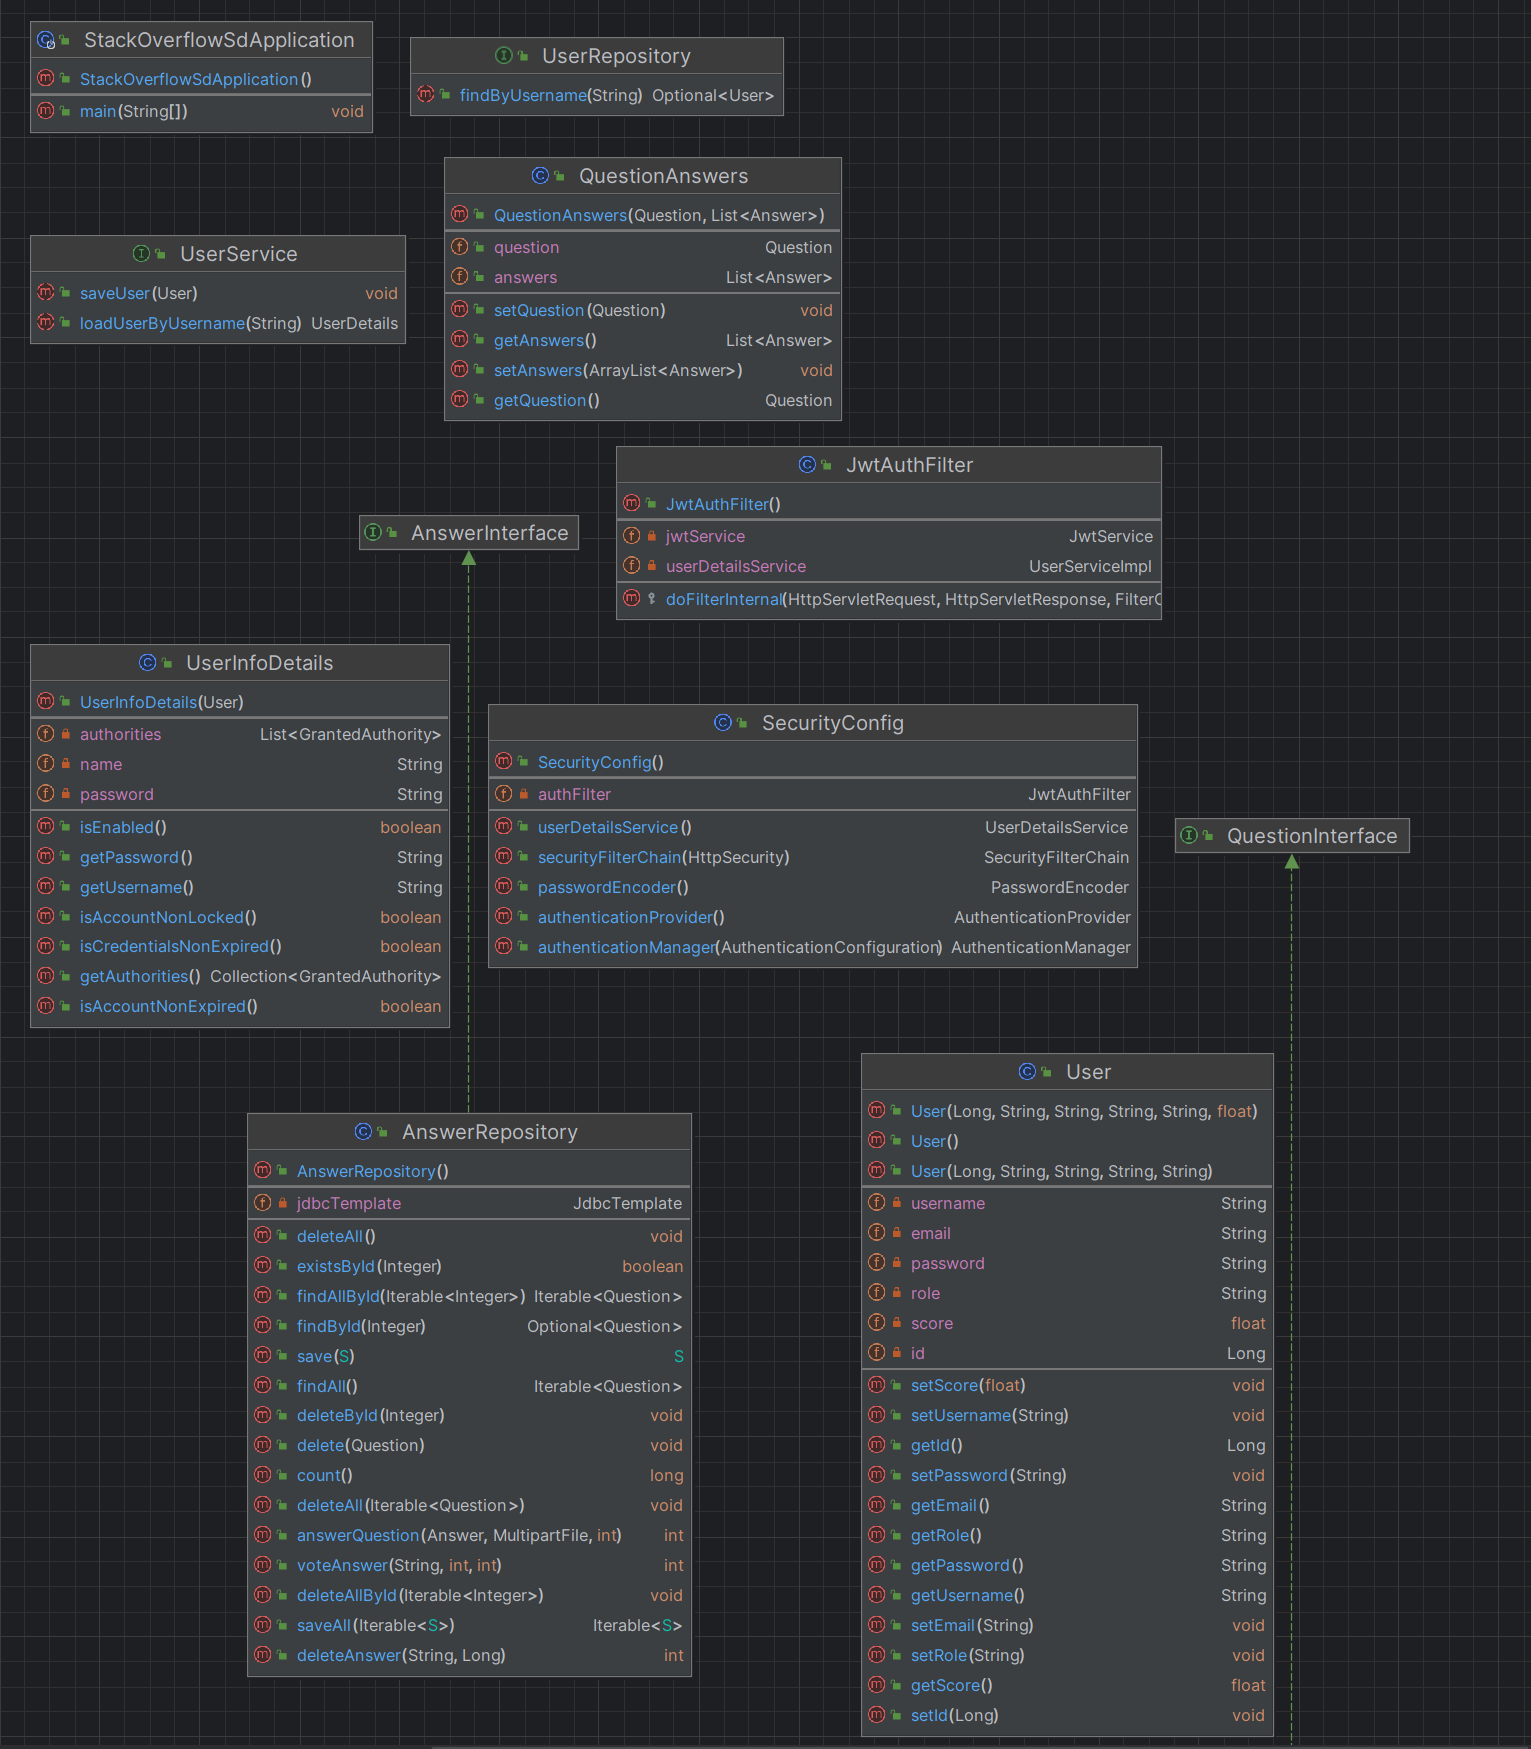 StackOverflowSdApplication
StackOverflowSdApplication()
main(String[]) void
UserRepository
findByUsername(String) Optional<User>
QuestionAnswers
QuestionAnswers(Question, List<Answer>)
question Question
answers List<Answer>
setQuestion(Question) void
getAnswers() List<Answer>
setAnswers(ArrayList<Answer>) void
getQuestion() Question
UserService
saveUser(User) void
loadUserByUsername(String) UserDetails
JwtAuthFilter
JwtAuthFilter()
jwtService JwtService
userDetailsService UserServiceImpl
doFilterInternal(HttpServletRequest, HttpServletResponse, FilterC
AnswerInterface
UserInfoDetails
UserInfoDetails(User)
authorities List<GrantedAuthority>
name String
password String
isEnabled() boolean
getPassword() String
getUsername() String
isAccountNonLocked() boolean
isCredentialsNonExpired() boolean
getAuthorities() Collection<GrantedAuthority>
isAccountNonExpired() boolean
SecurityConfig
SecurityConfig()
authFilter JwtAuthFilter
userDetailsService() UserDetailsService
securityFilterChain(HttpSecurity) SecurityFilterChain
passwordEncoder() PasswordEncoder
authenticationProvider() AuthenticationProvider
authenticationManager(AuthenticationConfiguration) AuthenticationManager
QuestionInterface
AnswerRepository
AnswerRepository()
jdbcTemplate JdbcTemplate
deleteAll() void
existsById(Integer) boolean
findAllById(Iterable<Integer>) Iterable<Question>
findById(Integer) Optional<Question>
save(S) S
findAll() Iterable<Question>
deleteById(Integer) void
delete(Question) void
count() long
deleteAll(Iterable<Question>) void
answerQuestion(Answer, MultipartFile, int) int
voteAnswer(String, int, int) int
deleteAllById(Iterable<Integer>) void
saveAll(Iterable<S>) Iterable<S>
deleteAnswer(String, Long) int
User
User(Long, String, String, String, String, float)
User()
User(Long, String, String, String, String)
username String
email String
password String
role String
score float
id Long
setScore(float) void
setUsername(String) void
getId() Long
setPassword(String) void
getEmail() String
getRole() String
getPassword() String
getUsername() String
setEmail(String) void
setRole(String) void
getScore() float
setId(Long) void